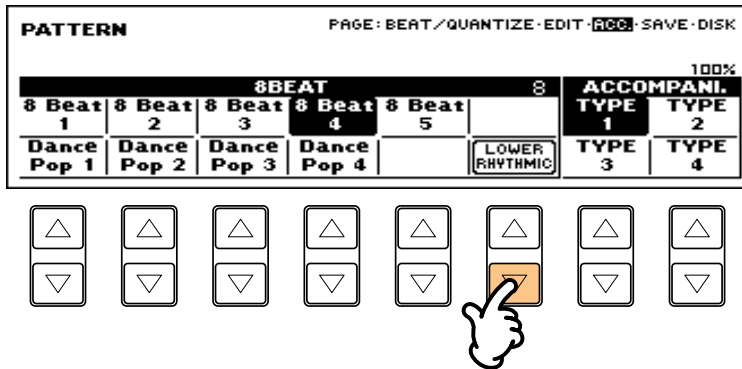 PATTERN PAGE: BEAT/QUANTIZE·EDIT·ACC.·SAVE·DISK
100%
8BEAT 8 ACCOMPANI.
8 Beat 8 Beat 8 Beat 8 Beat 8 Beat TYPE TYPE
1 2 3 4 5 1 2
Dance Dance Dance Dance LOWER TYPE TYPE
Pop 1 Pop 2 Pop 3 Pop 4 RHYTHMIC 3 4